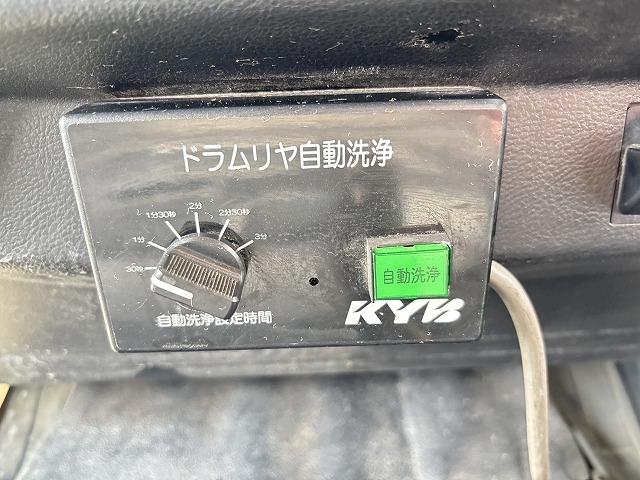 ドラムリヤ自動洗浄
30秒
1分
1分30秒
2分
2分30秒
3分
自動洗浄設定時間
自動洗浄
KYB